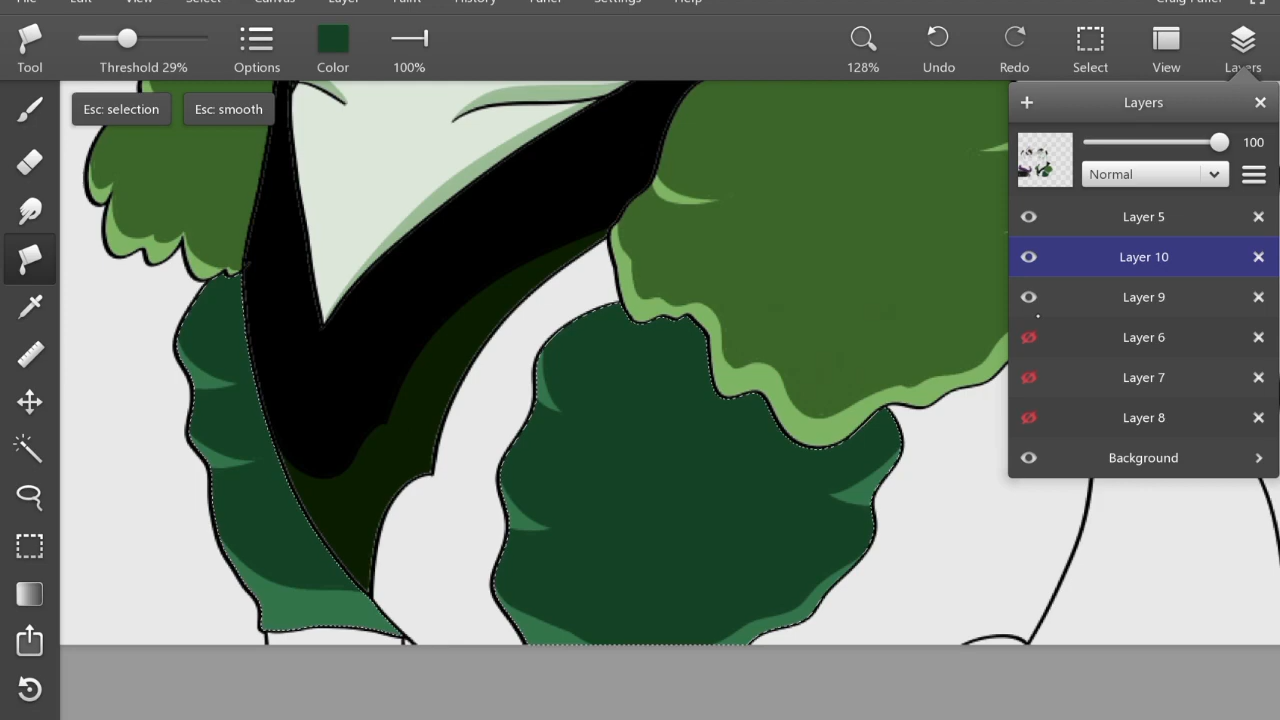 File Edit View Select Canvas Layer Paint History Panel Settings Help
Tool Threshold 29% Options Color 100% 128% Undo Redo Select View Layers
Esc: selection Esc: smooth
Layers
100
Normal
Layer 5
Layer 10
Layer 9
Layer 6
Layer 7
Layer 8
Background